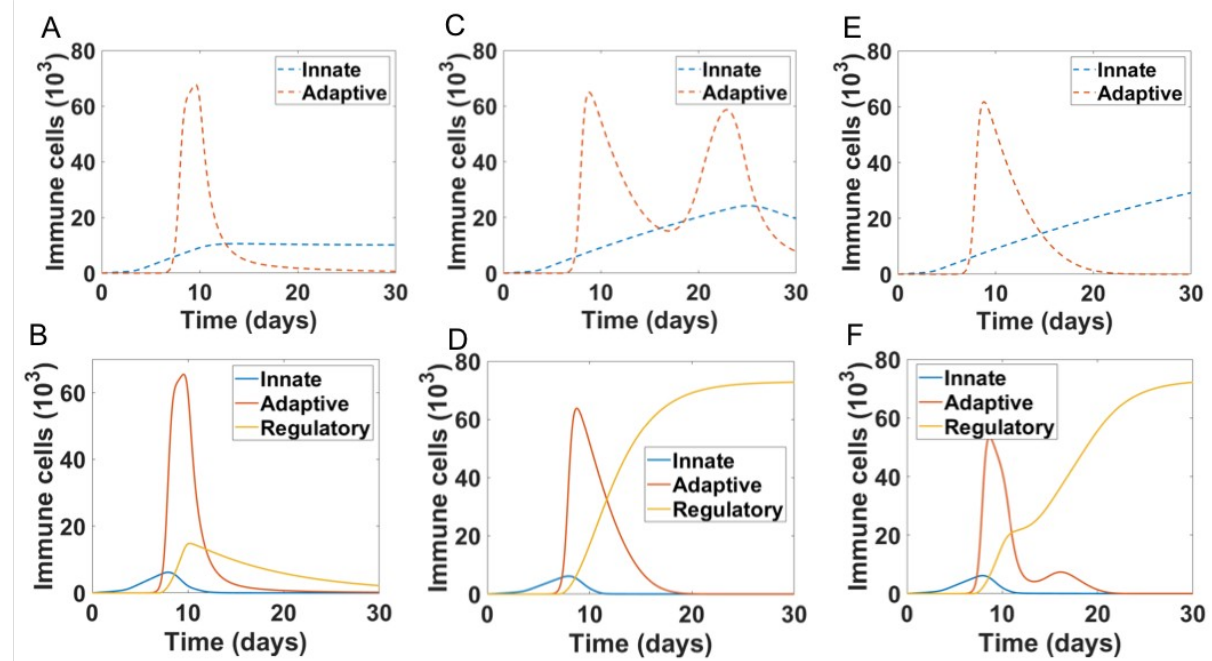 A
Immune cells (10³)
80
60
40
20
0
Innate
Adaptive
0 10 20 30
Time (days)
C
Immune cells (10³)
80
60
40
20
0
Innate
Adaptive
0 10 20 30
Time (days)
E
Immune cells (10³)
80
60
40
20
0
Innate
Adaptive
0 10 20 30
Time (days)
B
Immune cells (10³)
60
40
20
0
Innate
Adaptive
Regulatory
0 10 20 30
Time (days)
D
Immune cells (10³)
80
60
40
20
0
Innate
Adaptive
Regulatory
0 10 20 30
Time (days)
F
Immune cells (10³)
80
60
40
20
0
Innate
Adaptive
Regulatory
0 10 20 30
Time (days)